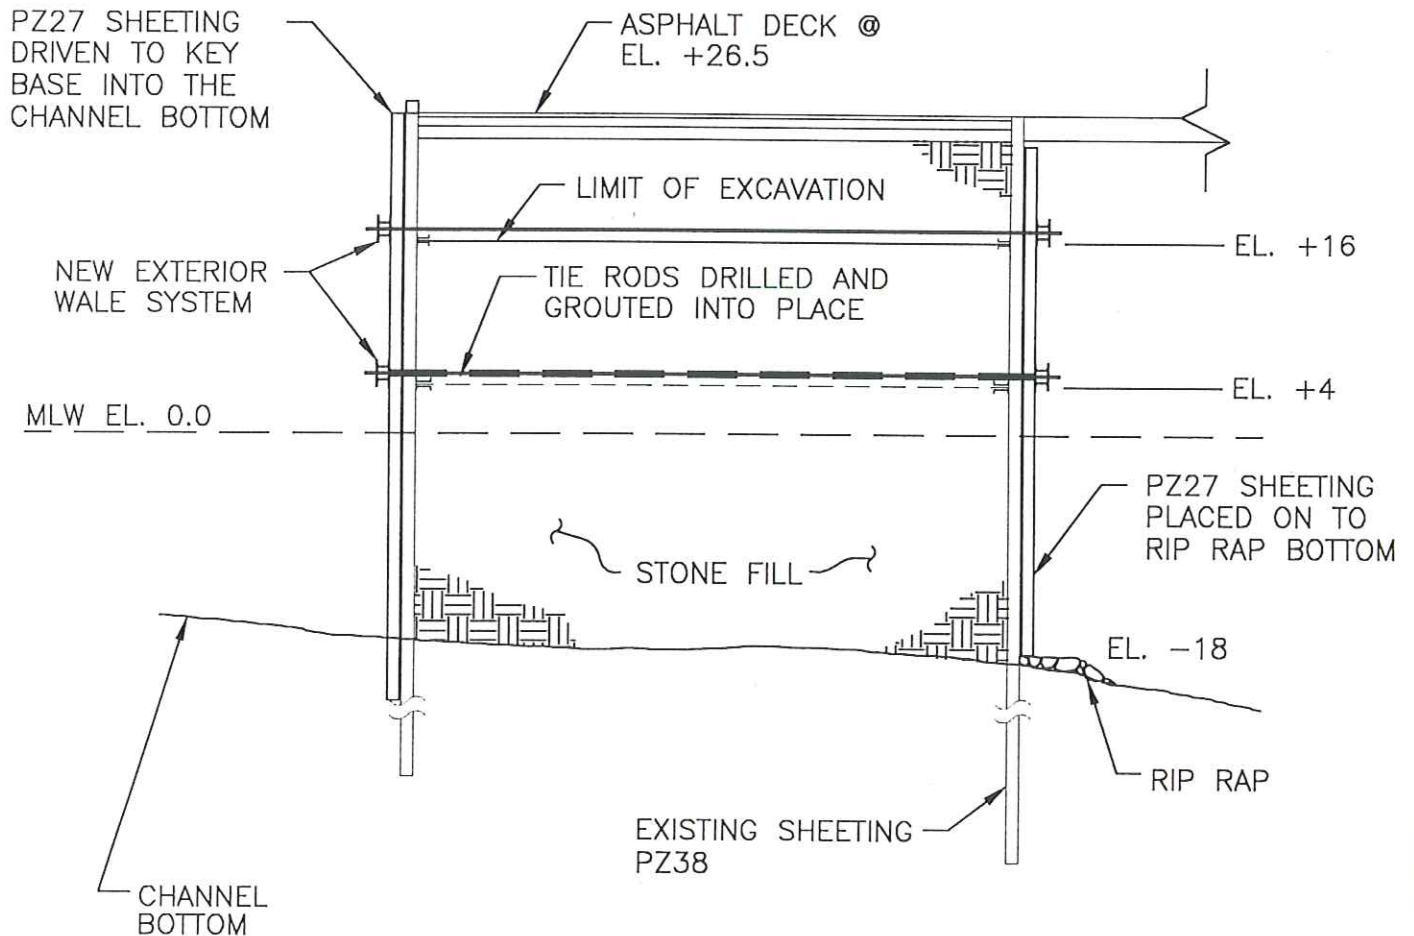 PZ27 SHEETING
DRIVEN TO KEY
BASE INTO THE
CHANNEL BOTTOM
ASPHALT DECK @
EL. +26.5
LIMIT OF EXCAVATION
EL. +16
NEW EXTERIOR
WALE SYSTEM
TIE RODS DRILLED AND
GROUTED INTO PLACE
EL. +4
MLW EL. 0.0
PZ27 SHEETING
PLACED ON TO
RIP RAP BOTTOM
STONE FILL
EL. -18
RIP RAP
EXISTING SHEETING
PZ38
CHANNEL
BOTTOM